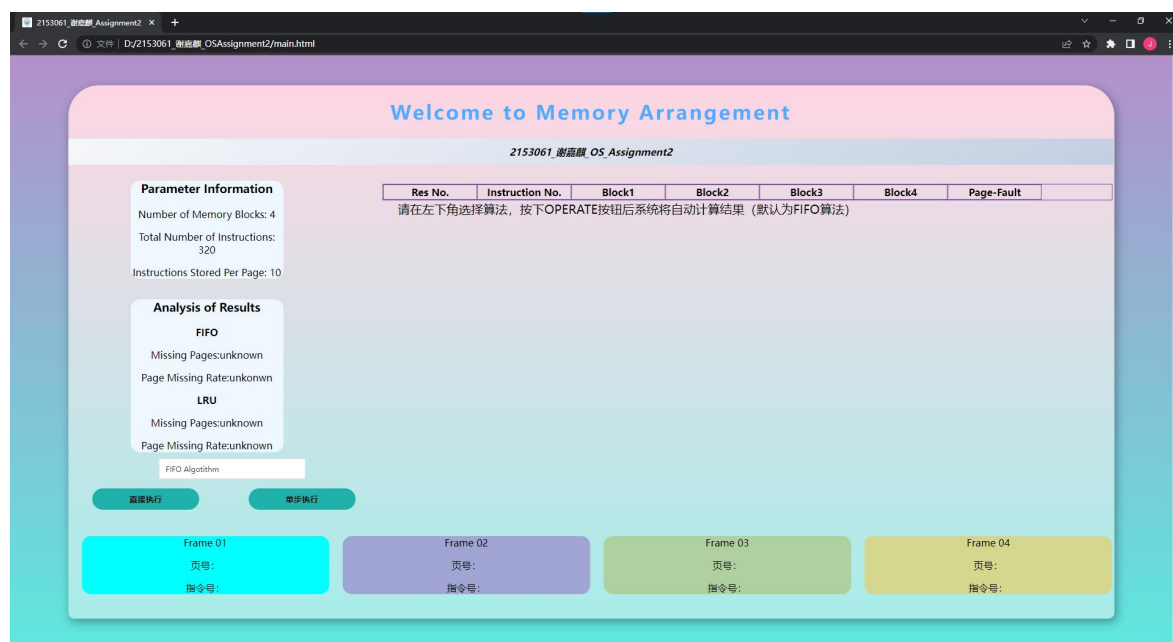 2153061_谢嘉麒_Assignment2
文件 D:/2153061_谢嘉麒_OSAssignment2/main.html
J
Welcome to Memory Arrangement
2153061_谢嘉麒_OS_Assignment2
Parameter Information
Number of Memory Blocks: 4
Total Number of Instructions:
320
Instructions Stored Per Page: 10
Res No. Instruction No. Block1 Block2 Block3 Block4 Page-Fault
请在左下角选择算法，按下OPERATE按钮后系统将自动计算结果（默认为FIFO算法）
Analysis of Results
FIFO
Missing Pages:unknown
Page Missing Rate:unkonwn
LRU
Missing Pages:unknown
Page Missing Rate:unknown
FIFO Algotithm
直接执行 单步执行
Frame 01 Frame 02 Frame 03 Frame 04
页号: 页号: 页号: 页号:
指令号: 指令号: 指令号: 指令号: